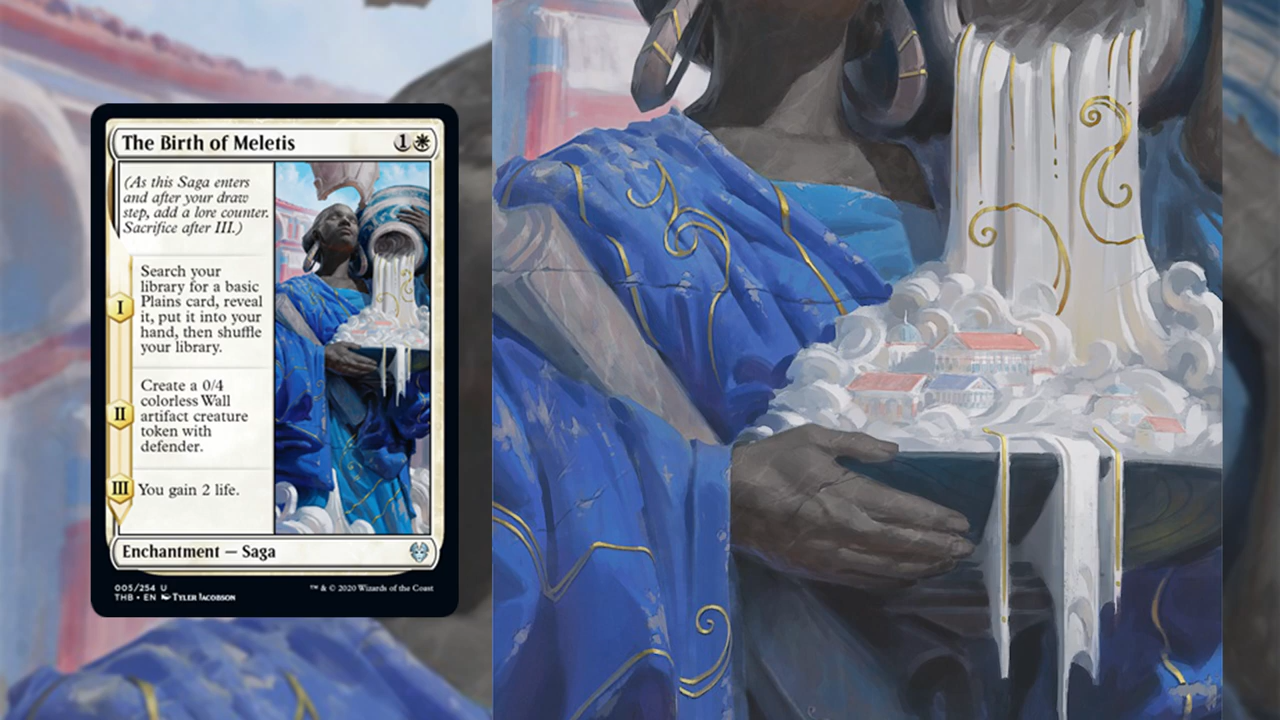 The Birth of Meletis 1
(As this Saga enters
and after your draw
step, add a lore counter.
Sacrifice after III.)
I
Search your
library for a basic
Plains card, reveal
it, put it into your
hand, then shuffle
your library.
II
Create a 0/4
colorless Wall
artifact creature
token with
defender.
III
You gain 2 life.
Enchantment — Saga
005/254 U
THB • EN Tyler Jacobson
™ & © 2020 Wizards of the Coast